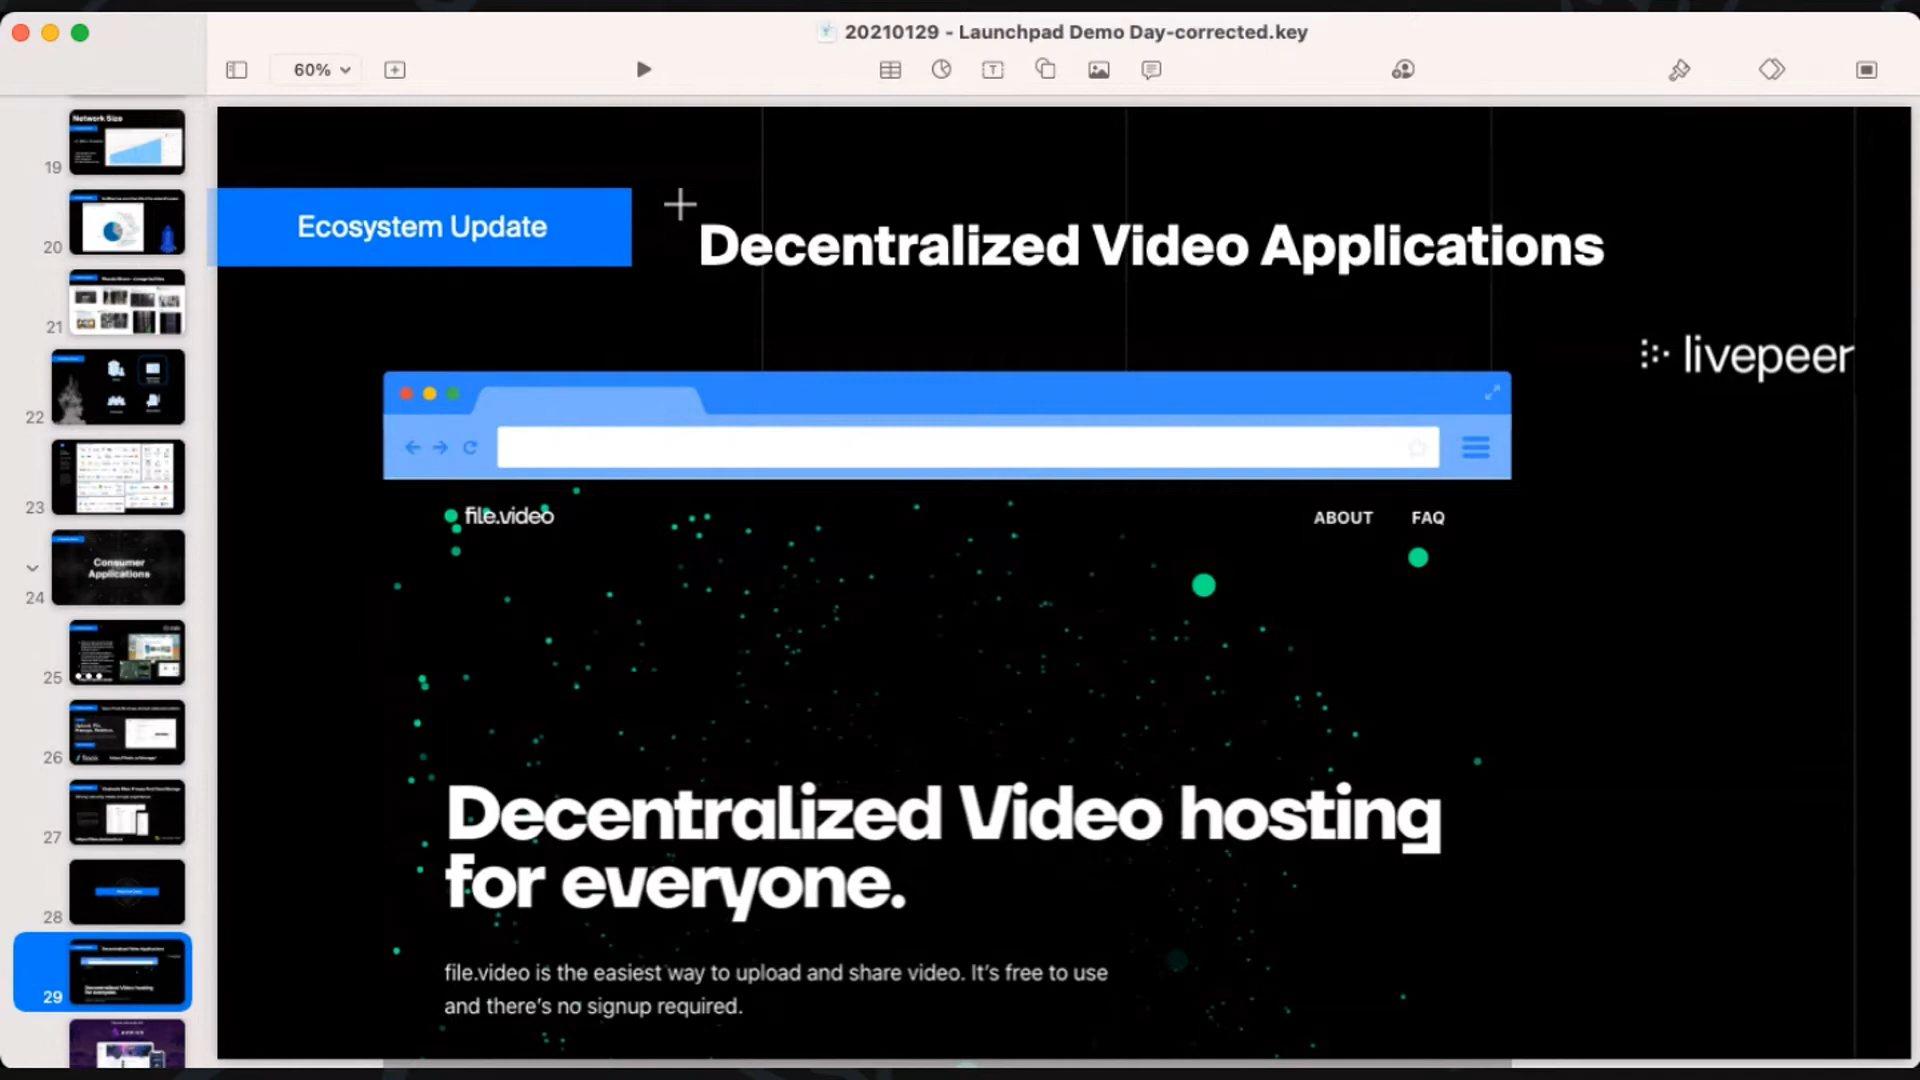 20210129 - Launchpad Demo Day-corrected.key
60%
Network Size
19
20
21
22
23
Consumer
Applications
24
25
26
27
28
29
Ecosystem Update
Decentralized Video Applications
livepeer
file.video
ABOUT
FAQ
Decentralized Video hosting
for everyone.
file.video is the easiest way to upload and share video. It’s free to use
and there’s no signup required.